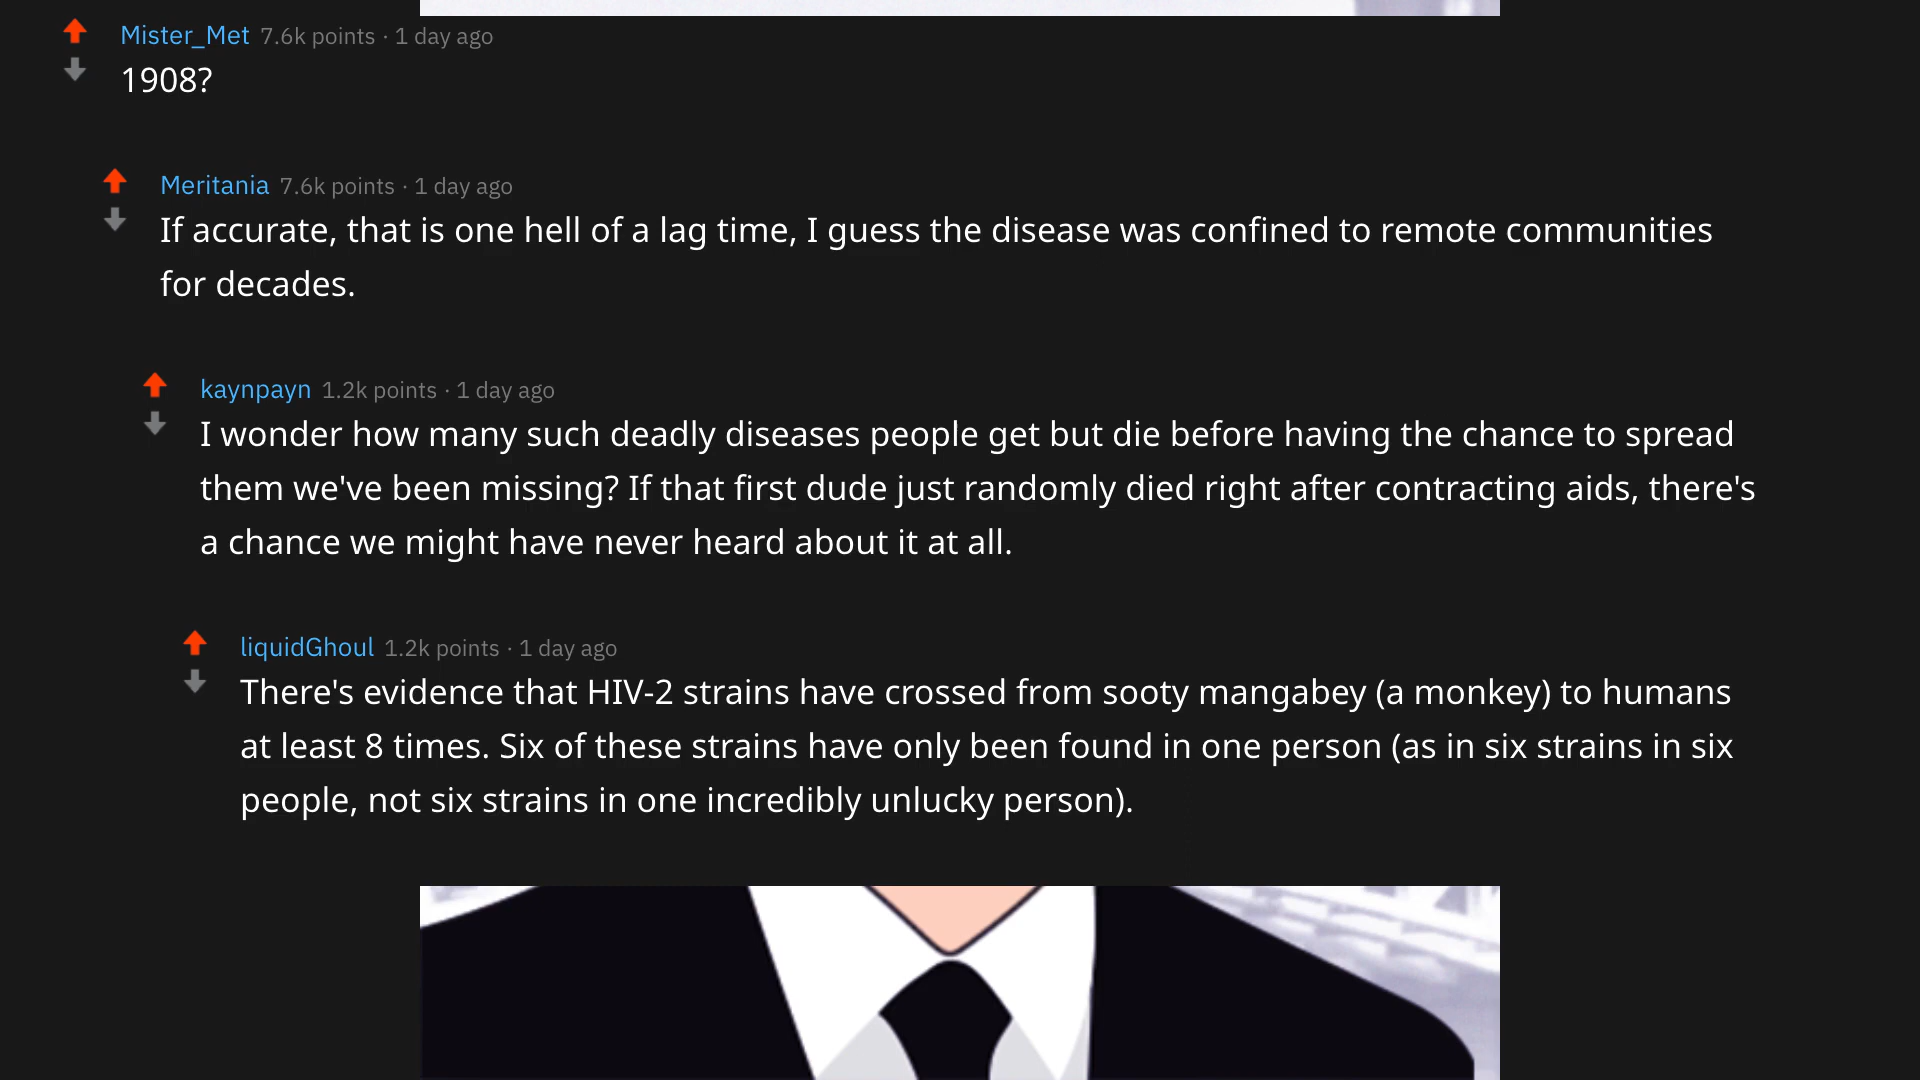 Mister_Met 7.6k points · 1 day ago
1908?
Meritania 7.6k points · 1 day ago
If accurate, that is one hell of a lag time, I guess the disease was confined to remote communities
for decades.
kaynpayn 1.2k points · 1 day ago
I wonder how many such deadly diseases people get but die before having the chance to spread
them we've been missing? If that first dude just randomly died right after contracting aids, there's
a chance we might have never heard about it at all.
liquidGhoul 1.2k points · 1 day ago
There's evidence that HIV-2 strains have crossed from sooty mangabey (a monkey) to humans
at least 8 times. Six of these strains have only been found in one person (as in six strains in six
people, not six strains in one incredibly unlucky person).